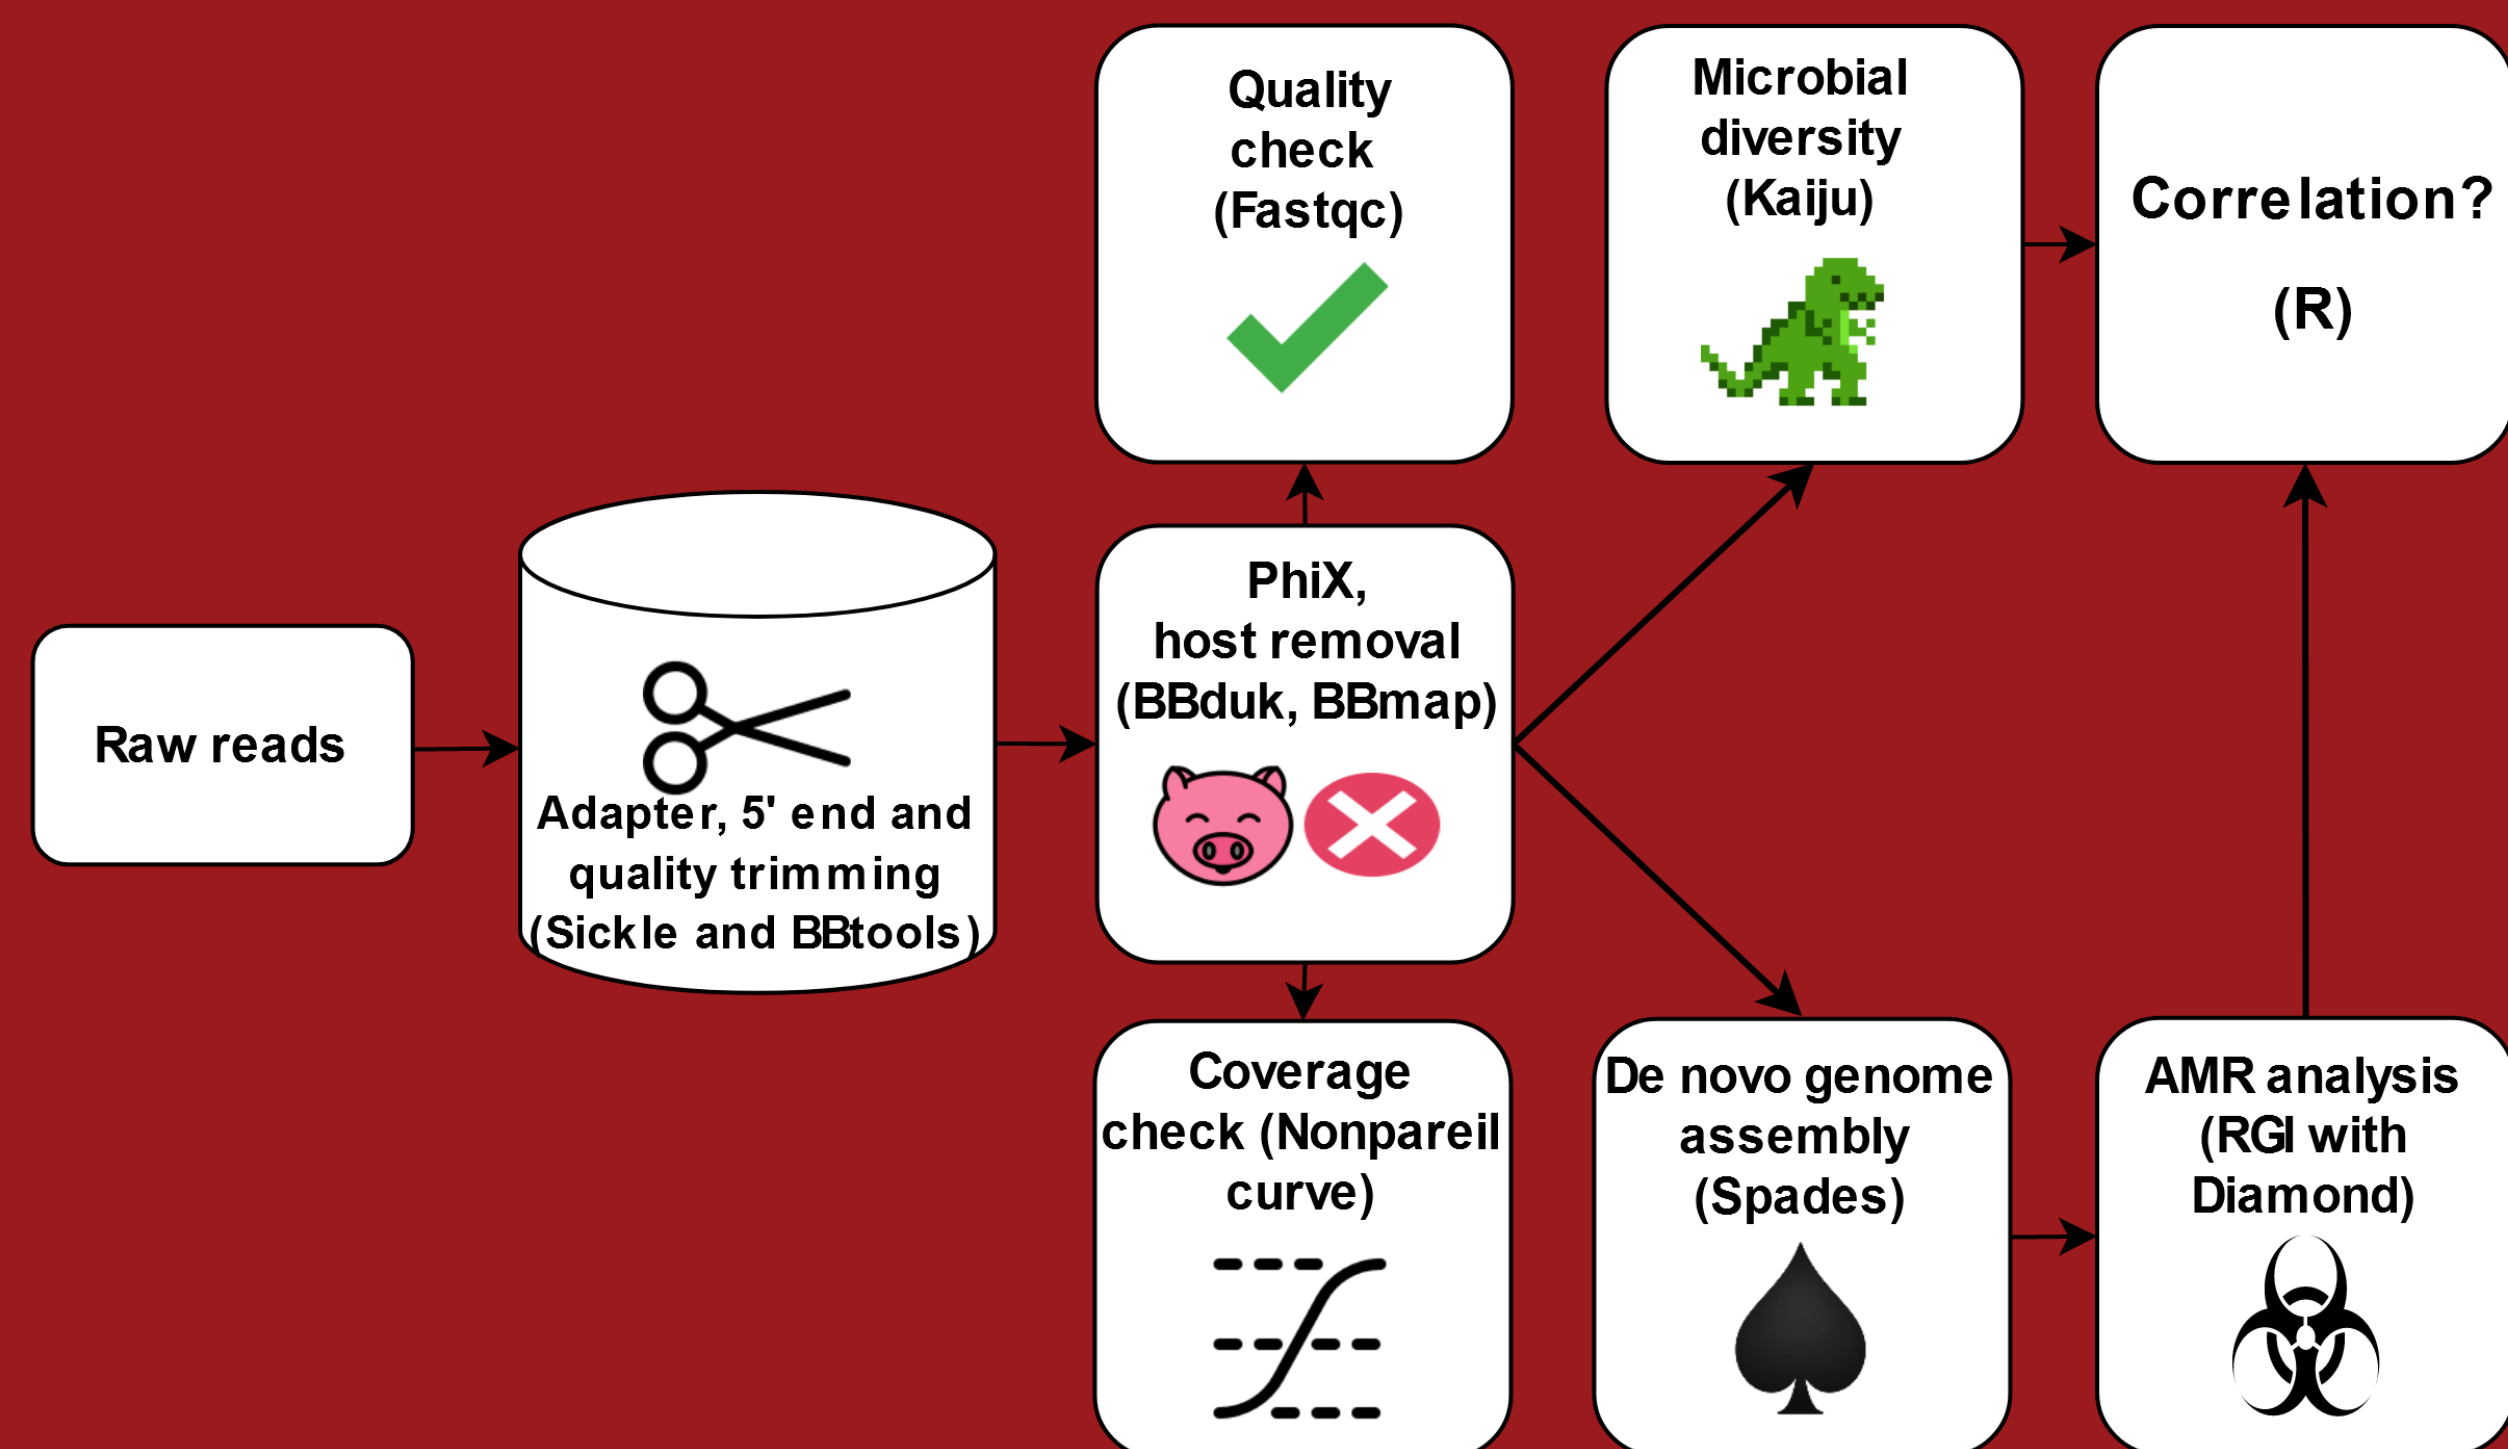 Raw reads
Adapter, 5' end and
quality trimming
(Sickle and BBtools)
Quality
check
(Fastqc)
PhiX,
host removal
(BBduk, BBmap)
Coverage
check (Nonpareil
curve)
Microbial
diversity
(Kaiju)
De novo genome
assembly
(Spades)
AMR analysis
(RGI with
Diamond)
Correlation?
(R)